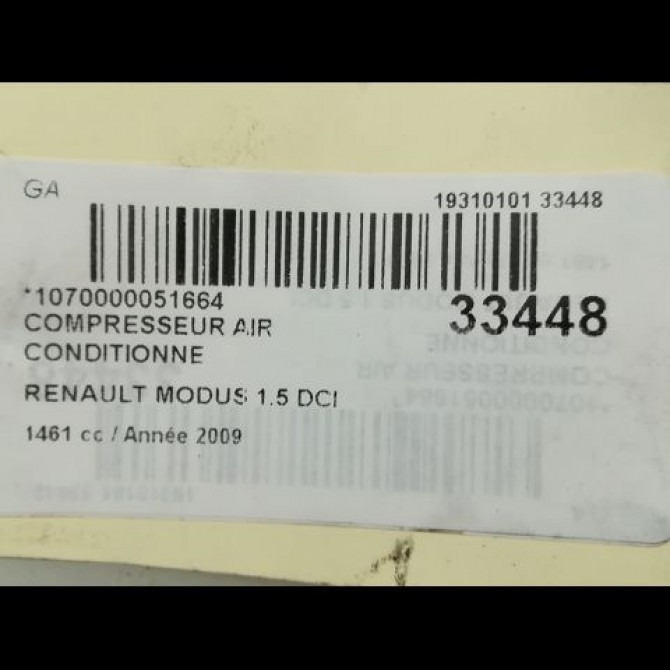 GA
19310101 33448
*1070000051664
33448
COMPRESSEUR AIR
CONDITIONNE
RENAULT MODUS 1.5 DCI
1461 cc / Année 2009